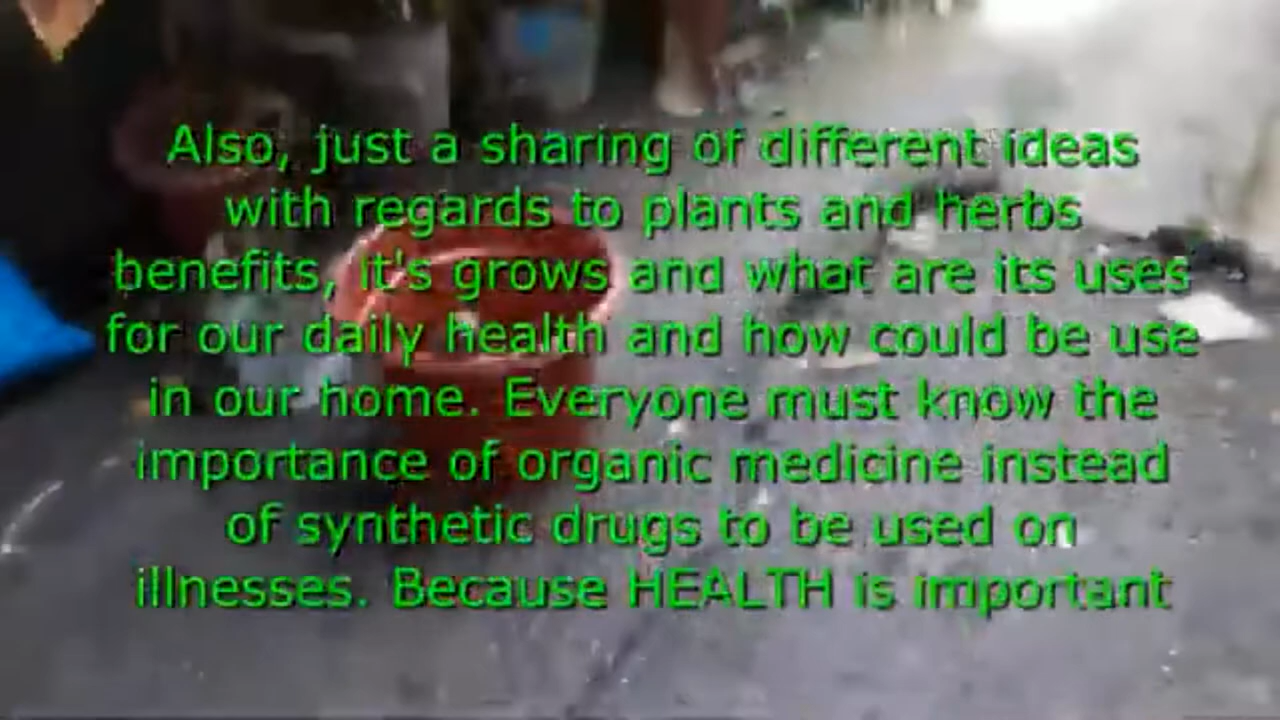 Also, just a sharing of different ideas
with regards to plants and herbs
benefits, it's grows and what are its uses
for our daily health and how could be use
in our home. Everyone must know the
importance of organic medicine instead
of synthetic drugs to be used on
illnesses. Because HEALTH is important